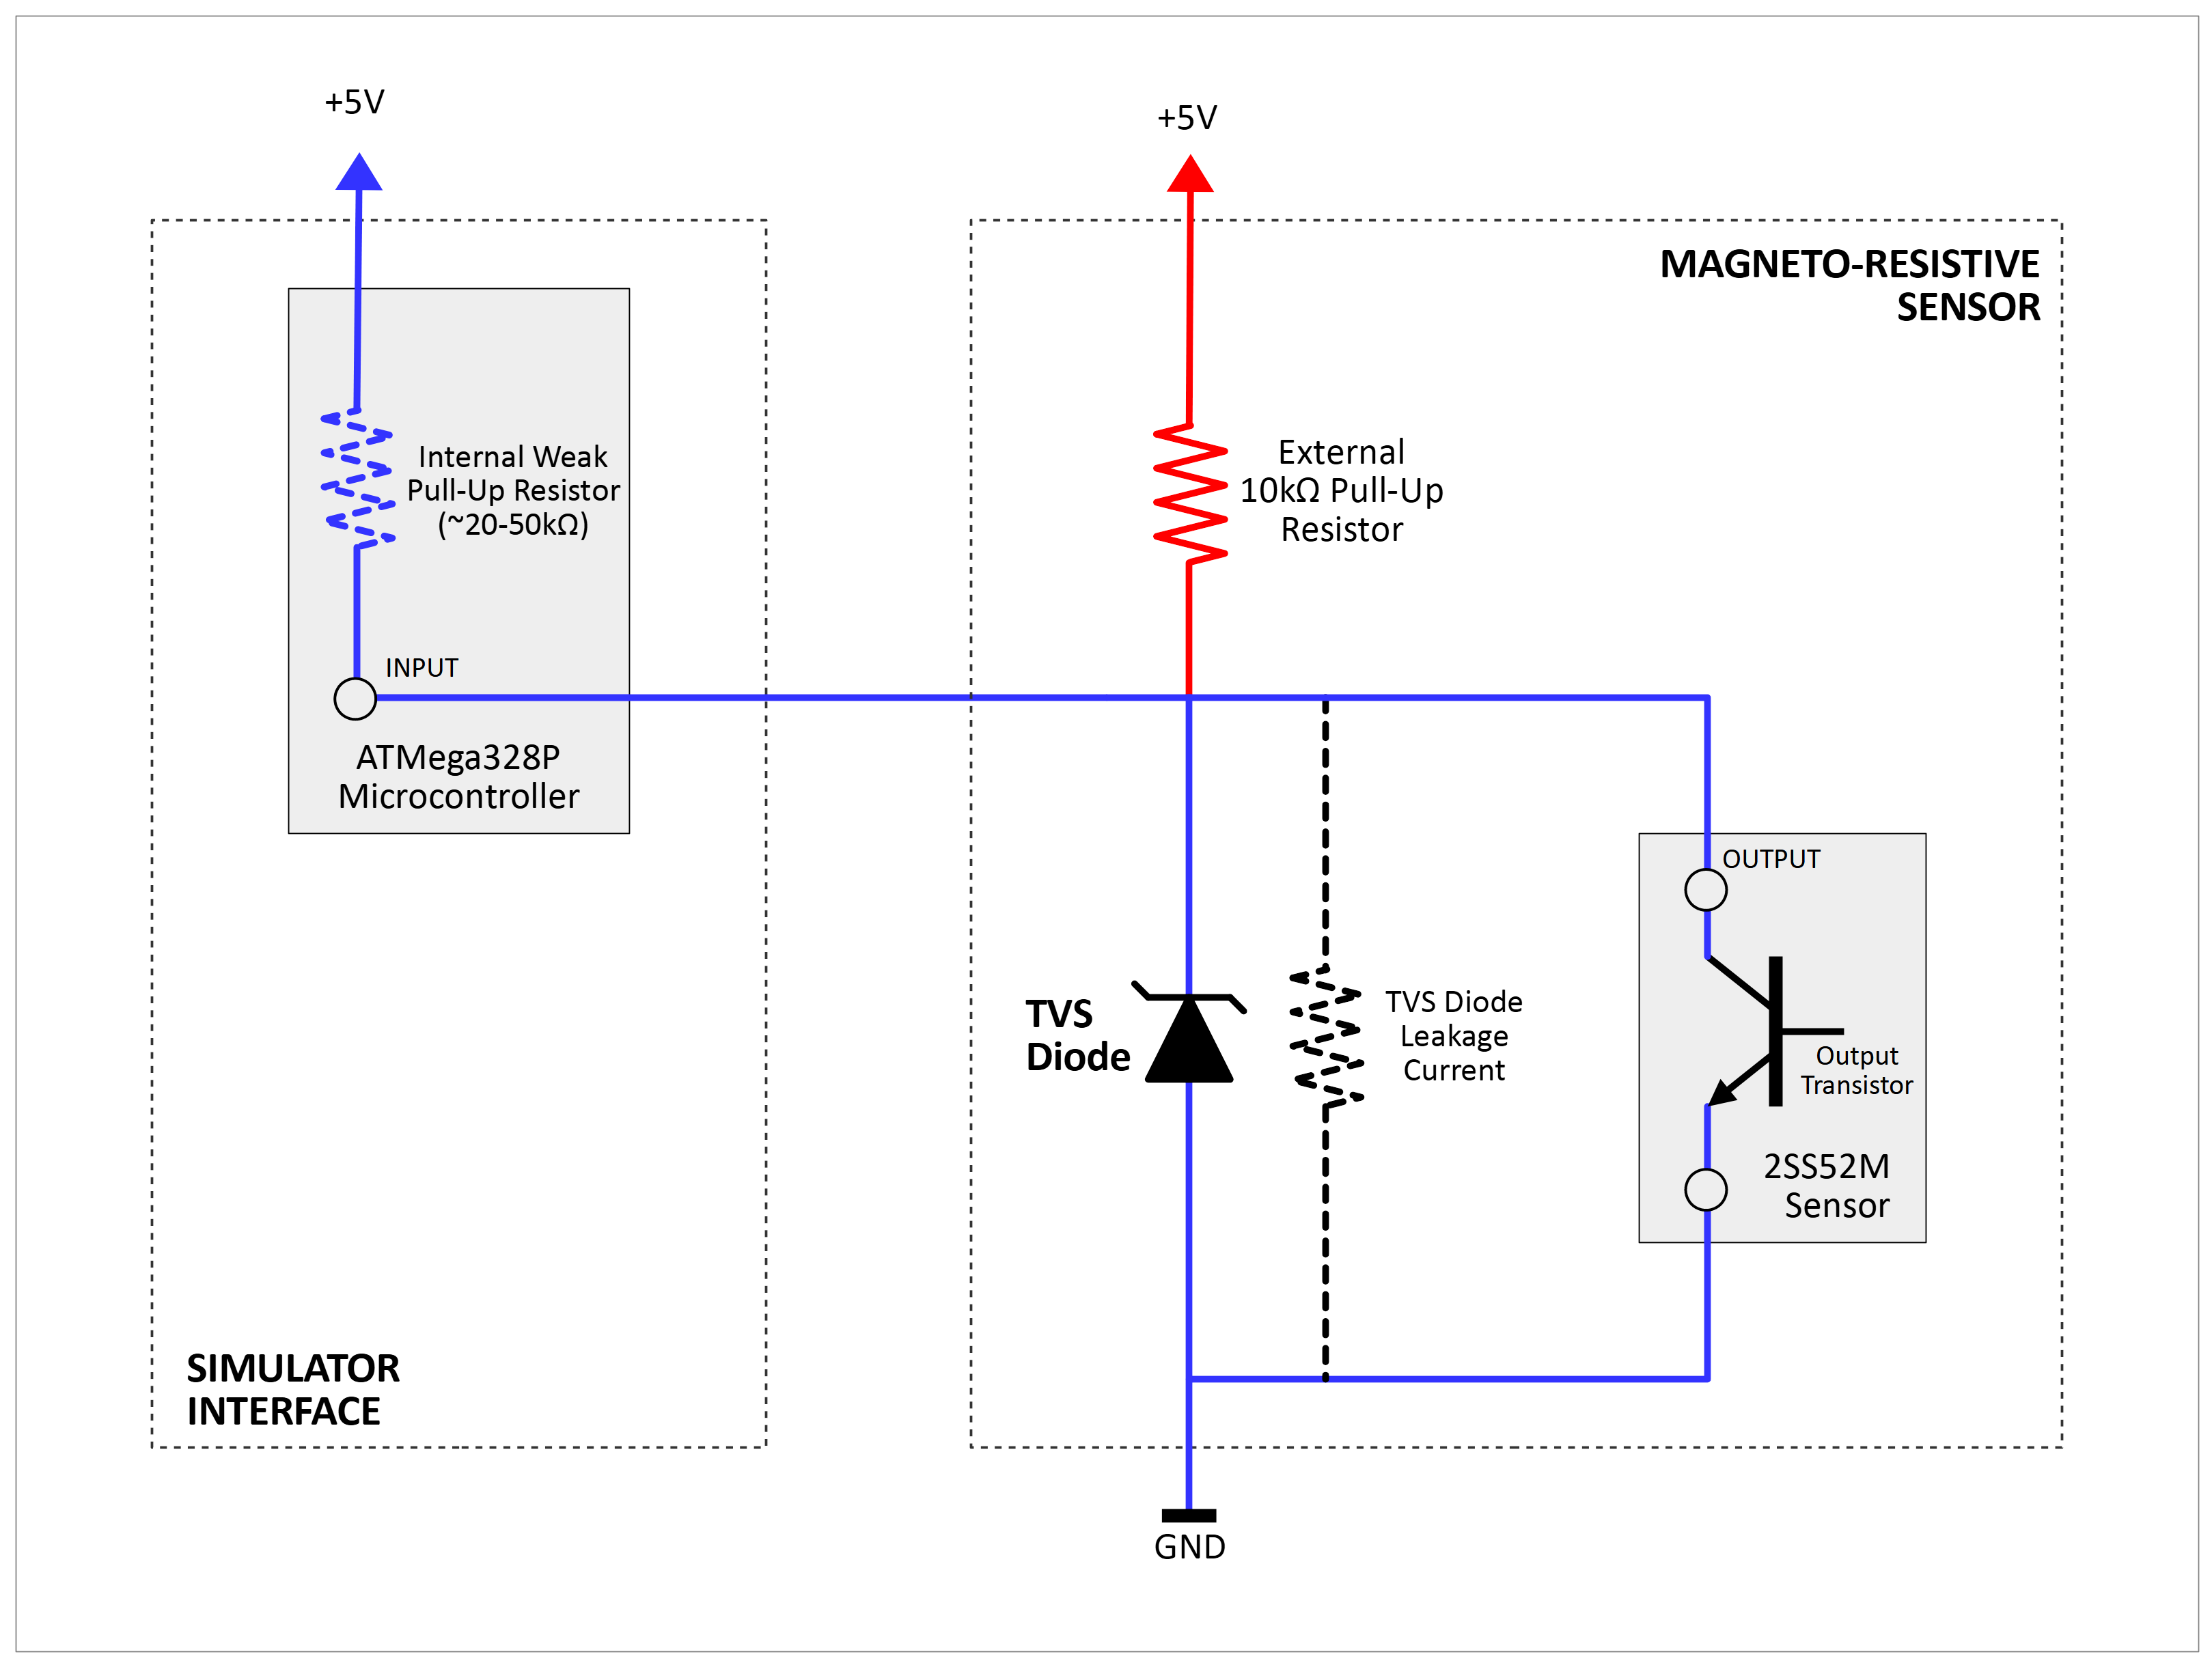 +5V
+5V
MAGNETO-RESISTIVE
SENSOR
Internal Weak
Pull-Up Resistor
(~20-50kΩ)
External
10kΩ Pull-Up
Resistor
INPUT
ATMega328P
Microcontroller
OUTPUT
TVS
Diode
TVS Diode
Leakage
Current
Output
Transistor
2SS52M
Sensor
SIMULATOR
INTERFACE
GND